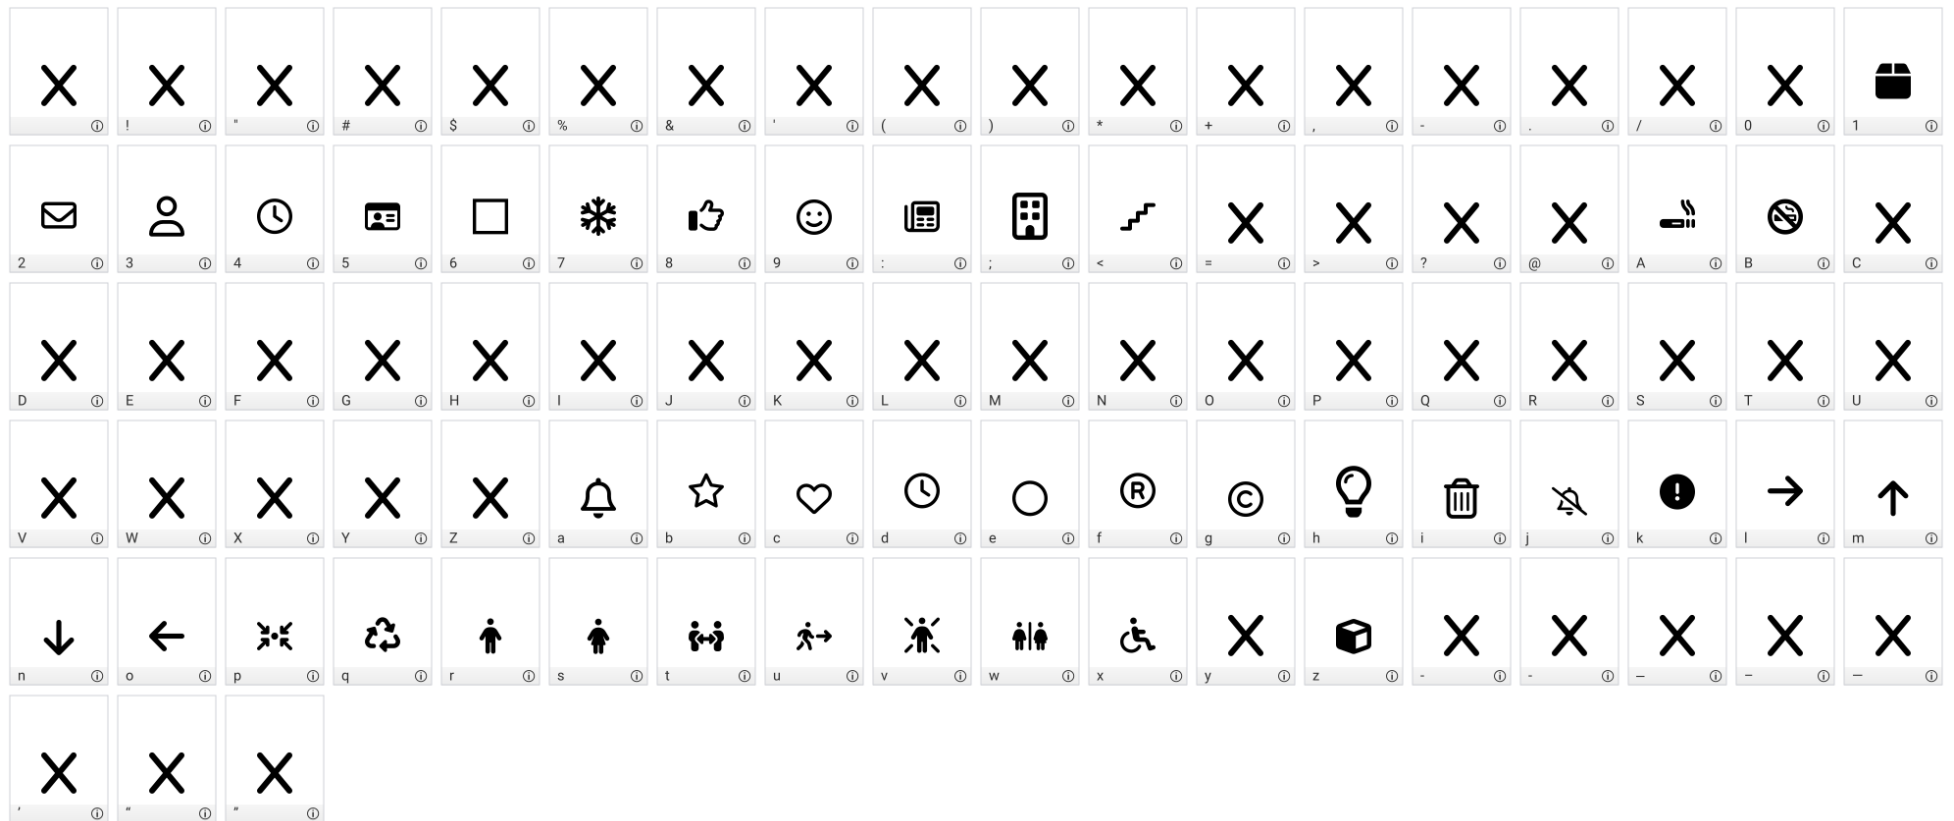 ! " # $ % & ' ( ) * + , - . / 0 1
2 3 4 5 6 7 8 9 : ; < = > ? @ A B C
D E F G H I J K L M N O P Q R S T U
V W X Y Z a b c d e f g h i j k l m
n o p q r s t u v w x y z - - — – —
‘ “ “